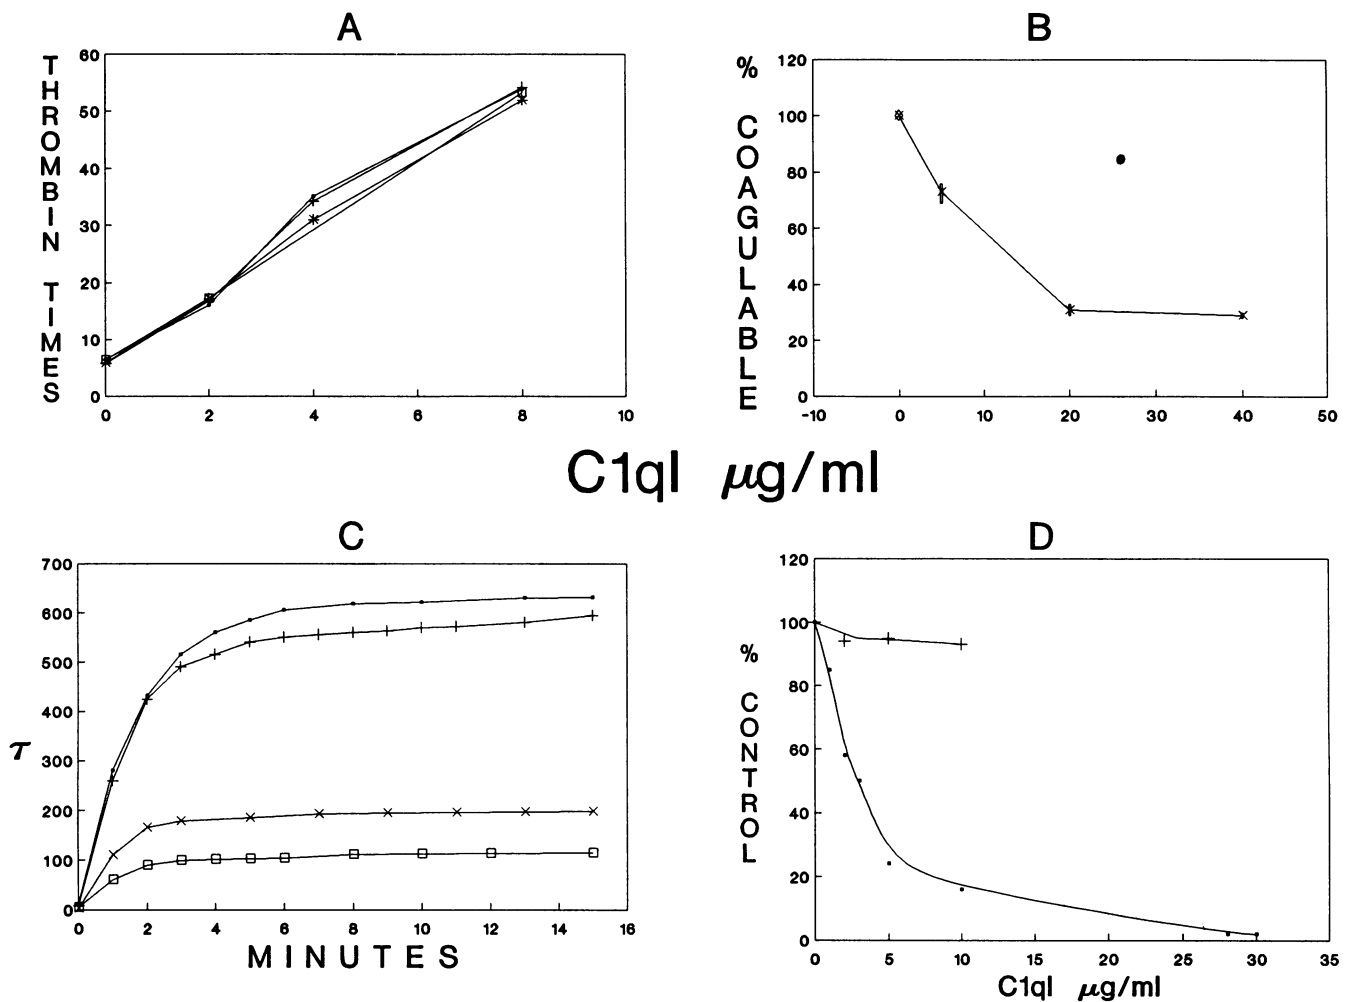 A
THROMBIN TIMES
60
50
40
30
20
10
0
0 2 4 6 8 10
B
% COAGULABLE
120
100
80
60
40
20
0
-10 0 10 20 30 40 50
C1ql μg/ml
C
τ
700
600
500
400
300
200
100
0
0 2 4 6 8 10 12 14 16
MINUTES
D
% CONTROL
120
100
80
60
40
20
0
0 5 10 15 20 25 30 35
C1ql μg/ml